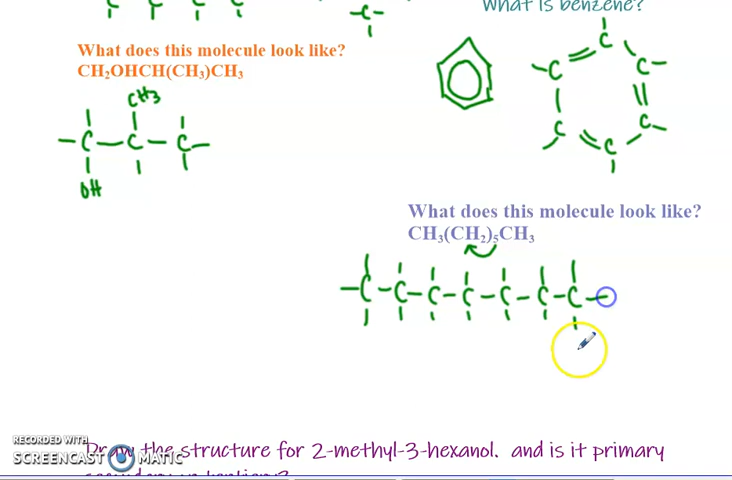 What is benzene?
What does this molecule look like?
CH₂OHCH(CH₃)CH₃
CH3
C C C
OH
C
C C
C C
C
What does this molecule look like?
CH₃(CH₂)₅CH₃
C C C C C C C
Draw the structure for 2-methyl-3-hexanol. and is it primary
RECORDED WITH
SCREENCAST MATIC